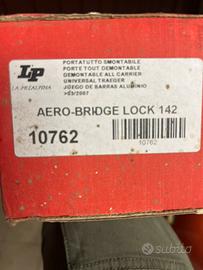 LP
LA PREALPINA
PORTATUTTO SMONTABILE
PORTE TOUT DEMONTABLE
DEMONTABLE ALL CARRIER
UNIVERSAL TRAEGER
JUEGO DE BARRAS ALUMINIO
>03/2007
AERO-BRIDGE LOCK 142
10762
10762
subito